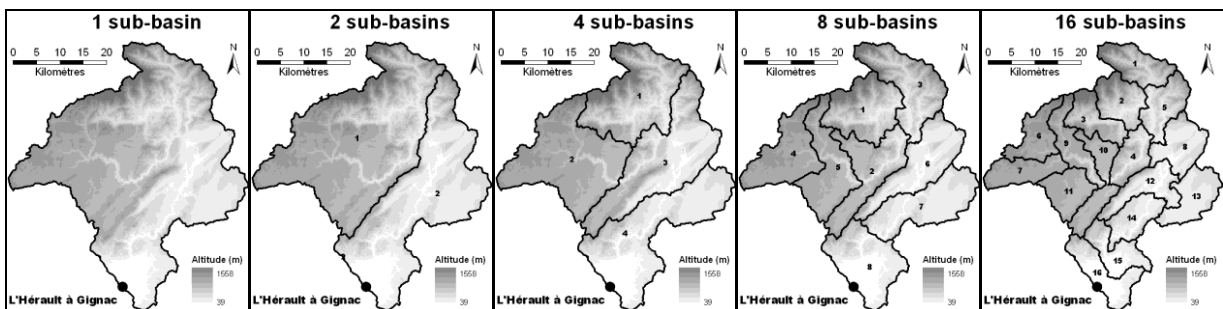 1 sub-basin
0 5 10 20
Kilomètres
N
Altitude (m)
1558
39
L'Hérault à Gignac
2 sub-basins
0 5 10 20
Kilomètres
N
1
2
Altitude (m)
1558
39
L'Hérault à Gignac
4 sub-basins
0 5 10 20
Kilomètres
N
1
2
3
4
Altitude (m)
1558
39
L'Hérault à Gignac
8 sub-basins
0 5 10 15 20
Kilomètres
N
3
1
4
5
2
6
7
8
Altitude (m)
1558
39
L'Hérault à Gignac
16 sub-basins
0 5 10 15 20
Kilomètres
N
1
2
5
3
6
9
10
4
8
7
11
12
13
14
15
16
Altitude (m)
1558
39
L'Hérault à Gignac